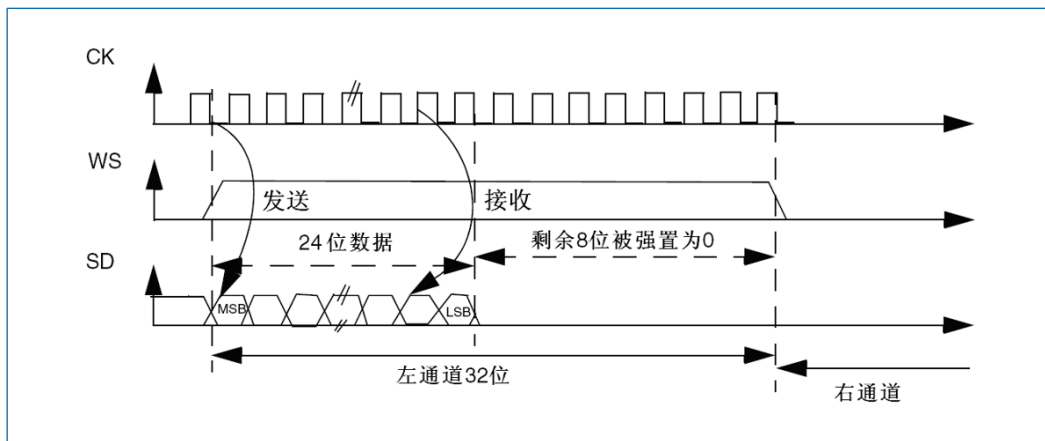 CK
WS
发送
接收
24位数据
剩余8位被强置为0
SD
MSB
LSB
左通道32位
右通道